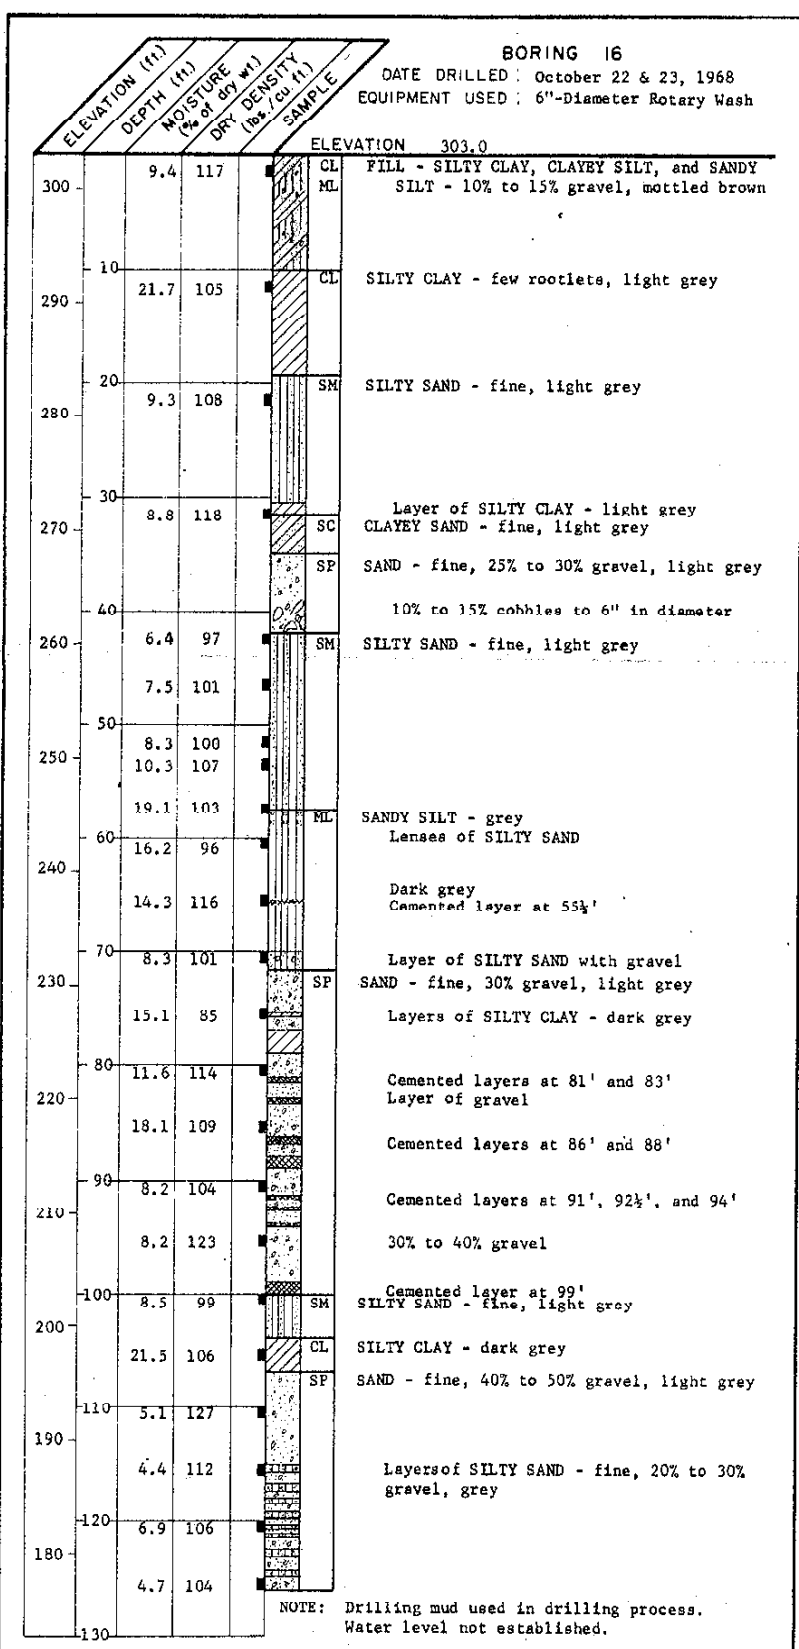 BORING 16
DATE DRILLED : October 22 & 23, 1968
EQUIPMENT USED : 6"-Diameter Rotary Wash
ELEVATION (ft.)
DEPTH (ft.)
MOISTURE (% of dry wt.)
DRY DENSITY (lbs./cu. ft.)
SAMPLE
ELEVATION 303.0
9.4 117 CL FILL - SILTY CLAY, CLAYEY SILT, and SANDY
300 ML SILT - 10% to 15% gravel, mottled brown
10 CL SILTY CLAY - few rootlets, light grey
21.7 105
290
20 SM SILTY SAND - fine, light grey
9.3 108
280
30
Layer of SILTY CLAY - light grey
8.8 118
270 SC CLAYEY SAND - fine, light grey
SP SAND - fine, 25% to 30% gravel, light grey
40 10% to 15% cobbles to 6" in diameter
260 6.4 97 SM SILTY SAND - fine, light grey
7.5 101
50
8.3 100
250 10.3 107
19.1 103
ML SANDY SILT - grey
60 Lenses of SILTY SAND
16.2 96
240
Dark grey
14.3 116 Cemented layer at 55½'
70
8.3 101 Layer of SILTY SAND with gravel
230 SP SAND - fine, 30% gravel, light grey
15.1 85 Layers of SILTY CLAY - dark grey
80
11.6 114 Cemented layers at 81' and 83'
220 Layer of gravel
18.1 109
Cemented layers at 86' and 88'
90
8.2 104 Cemented layers at 91', 92½', and 94'
210
8.2 123 30% to 40% gravel
100 Cemented layer at 99'
8.5 99 SM SILTY SAND - fine, light grey
200
21.5 106 CL SILTY CLAY - dark grey
SP SAND - fine, 40% to 50% gravel, light grey
110
5.1 127
190
4.4 112 Layersof SILTY SAND - fine, 20% to 30%
gravel, grey
120
6.9 106
180
4.7 104
NOTE: Drilling mud used in drilling process.
Water level not established.
130